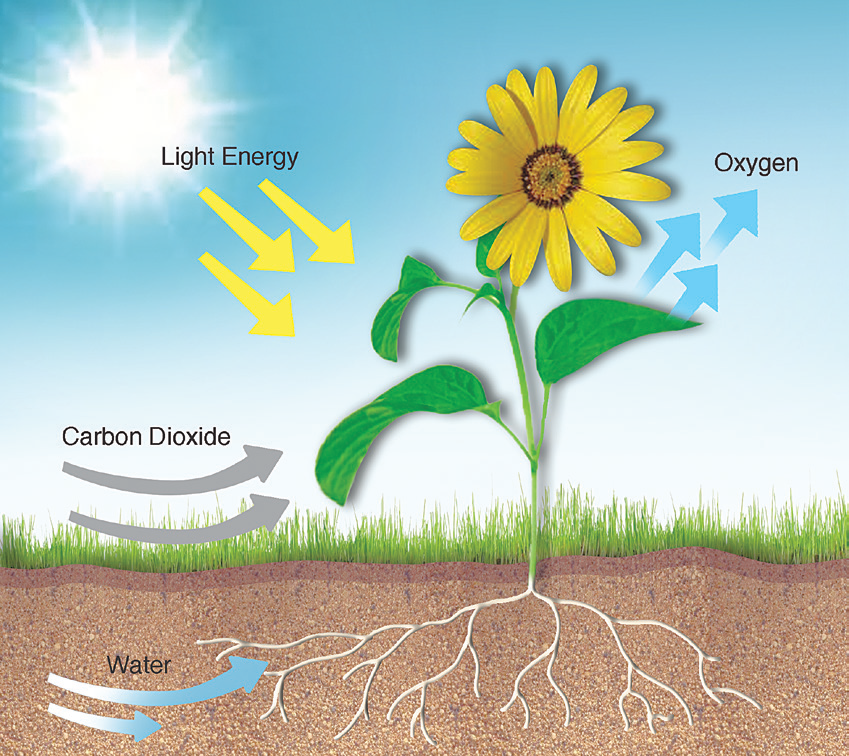 Light Energy
Oxygen
Carbon Dioxide
Water